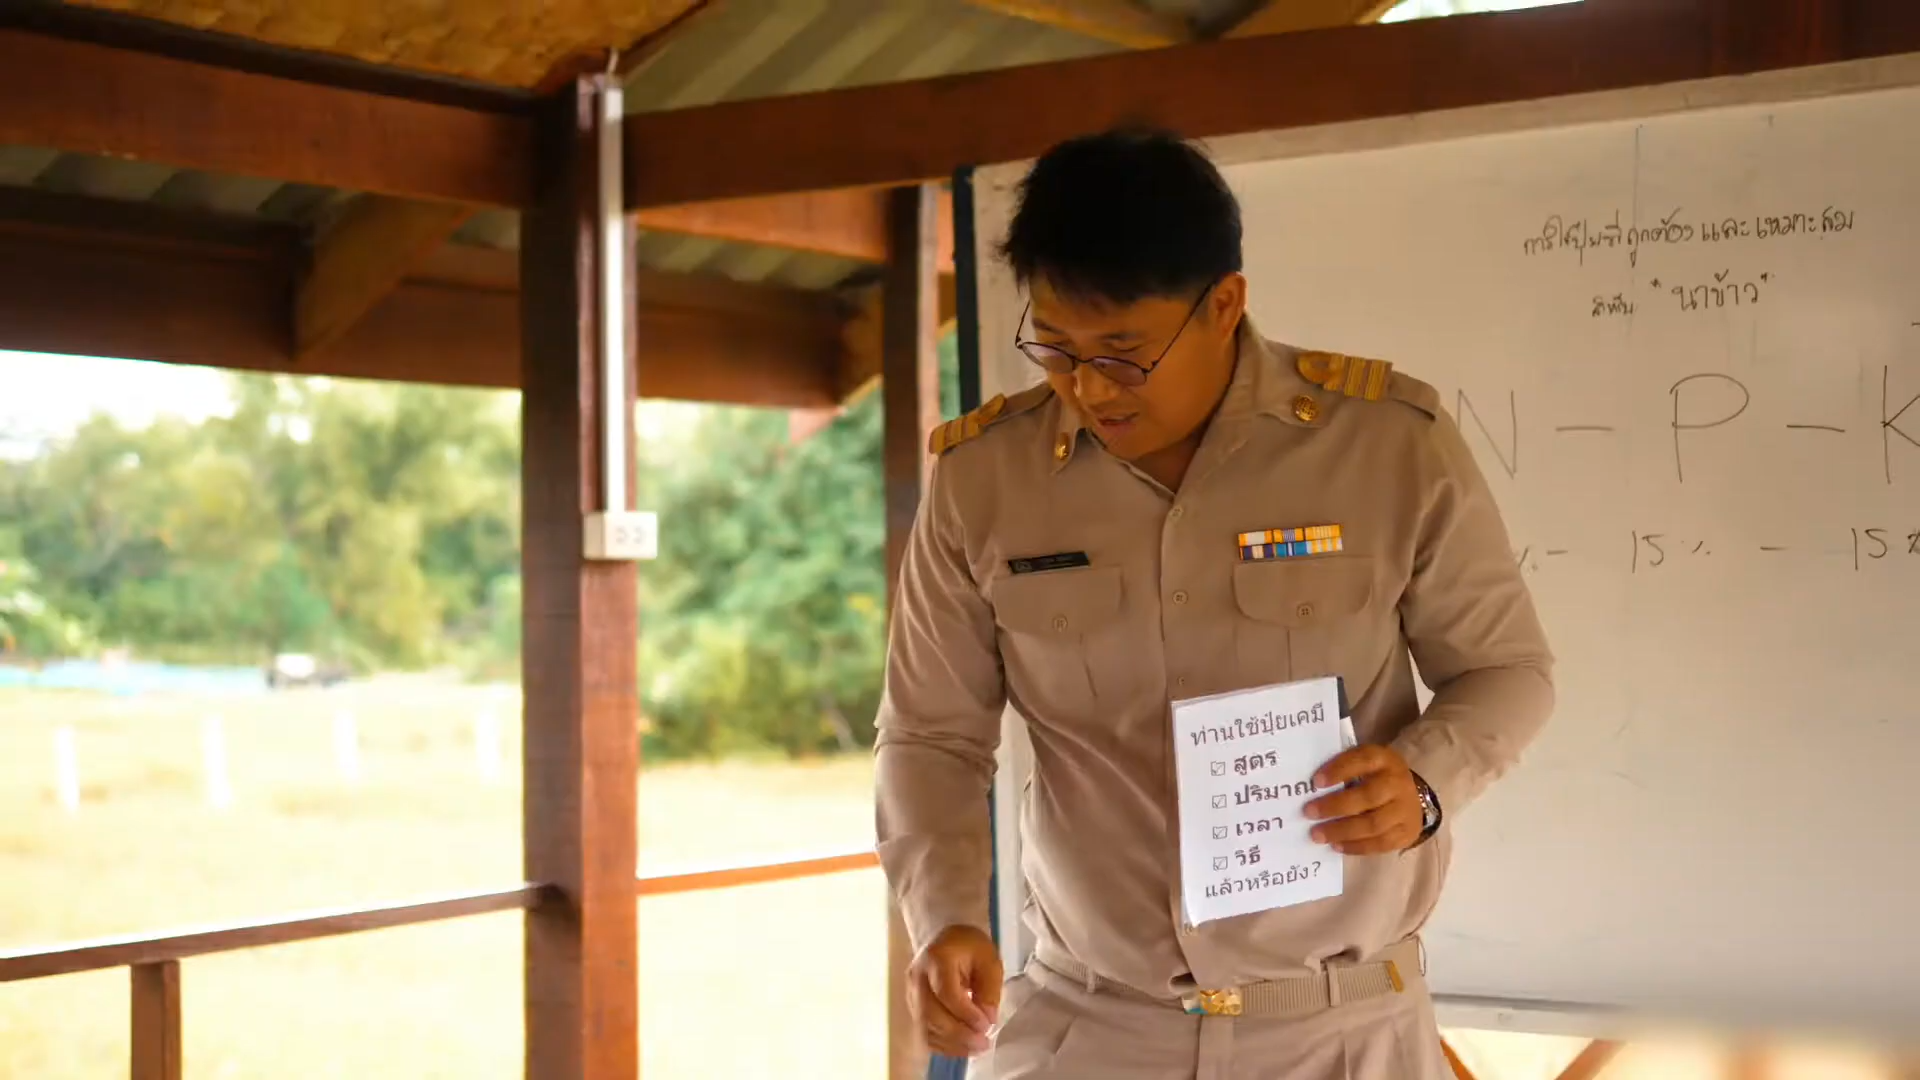 การใช้ปุ๋ยที่ถูกต้องและเหมาะสม
สำหรับ "นาข้าว"
N - P - K
% - 15 % - 15 %
ท่านใช้ปุ๋ยเคมี
☑ สูตร
☑ ปริมาณ
☑ เวลา
☑ วิธี
แล้วหรือยัง?